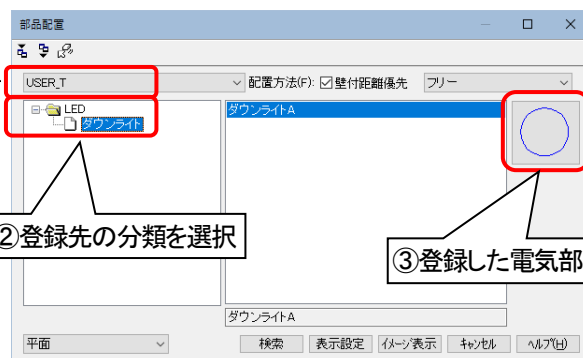 部品配置
USER_T
配置方法(F): 壁付距離優先 フリー
LED
ダウンライト
ダウンライトA
②登録先の分類を選択
③登録した電気部
ダウンライトA
平面 検索 表示設定 イメージ表示 キャンセル ヘルプ(H)